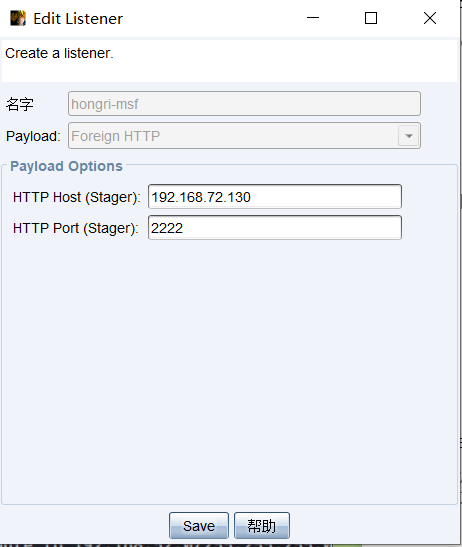 Edit Listener
Create a listener.
名字 hongri-msf
Payload: Foreign HTTP
Payload Options
HTTP Host (Stager): 192.168.72.130
HTTP Port (Stager): 2222
Save 帮助